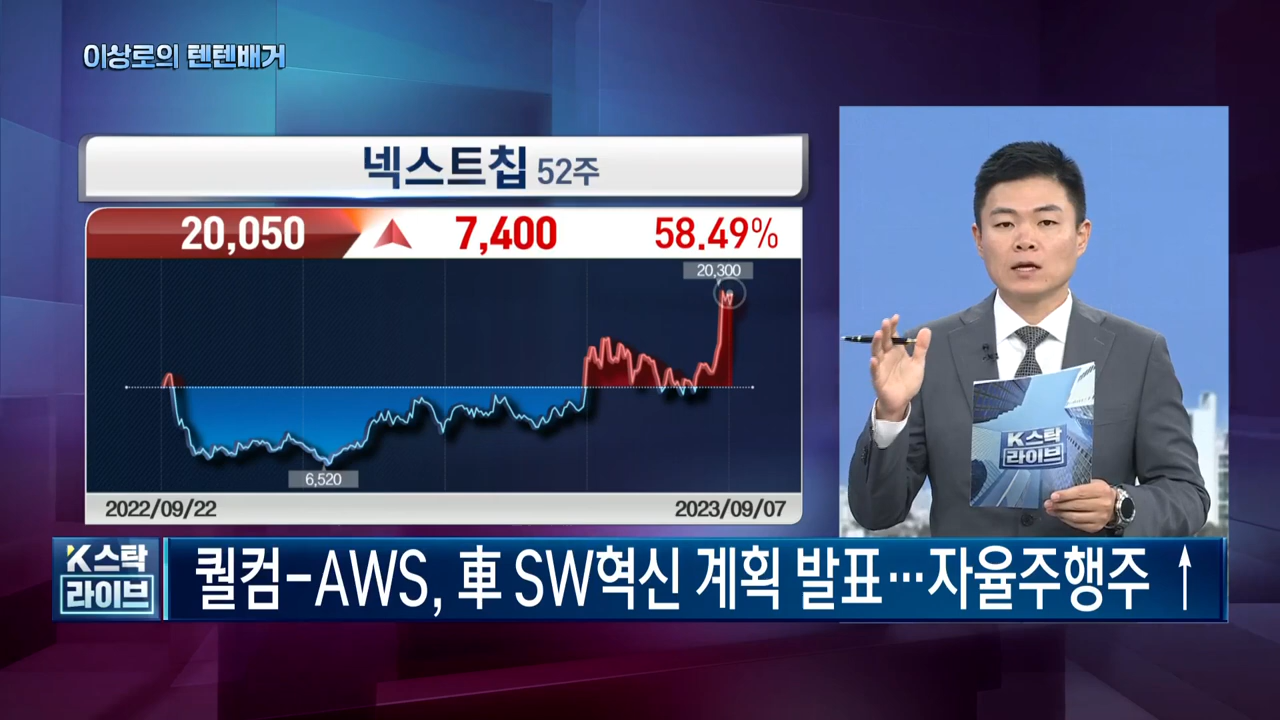 이상로의 텐텐배거
넥스트칩 52주
20,050 ▲ 7,400 58.49%
20,300
6,520
2022/09/22 2023/09/07
K스탁
라이브
K스탁
라이브
퀄컴-AWS, 車 SW혁신 계획 발표…자율주행주 ↑